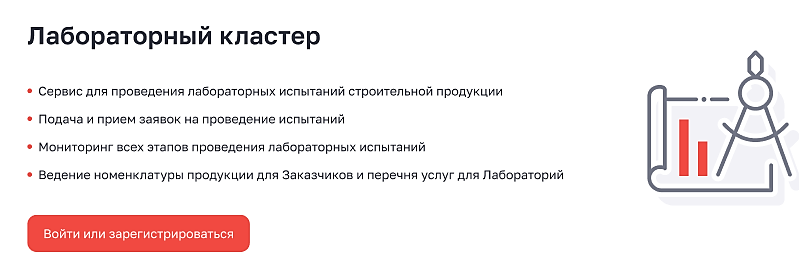 Лабораторный кластер
Сервис для проведения лабораторных испытаний строительной продукции
Подача и прием заявок на проведение испытаний
Мониторинг всех этапов проведения лабораторных испытаний
Ведение номенклатуры продукции для Заказчиков и перечня услуг для Лабораторий
Войти или зарегистрироваться